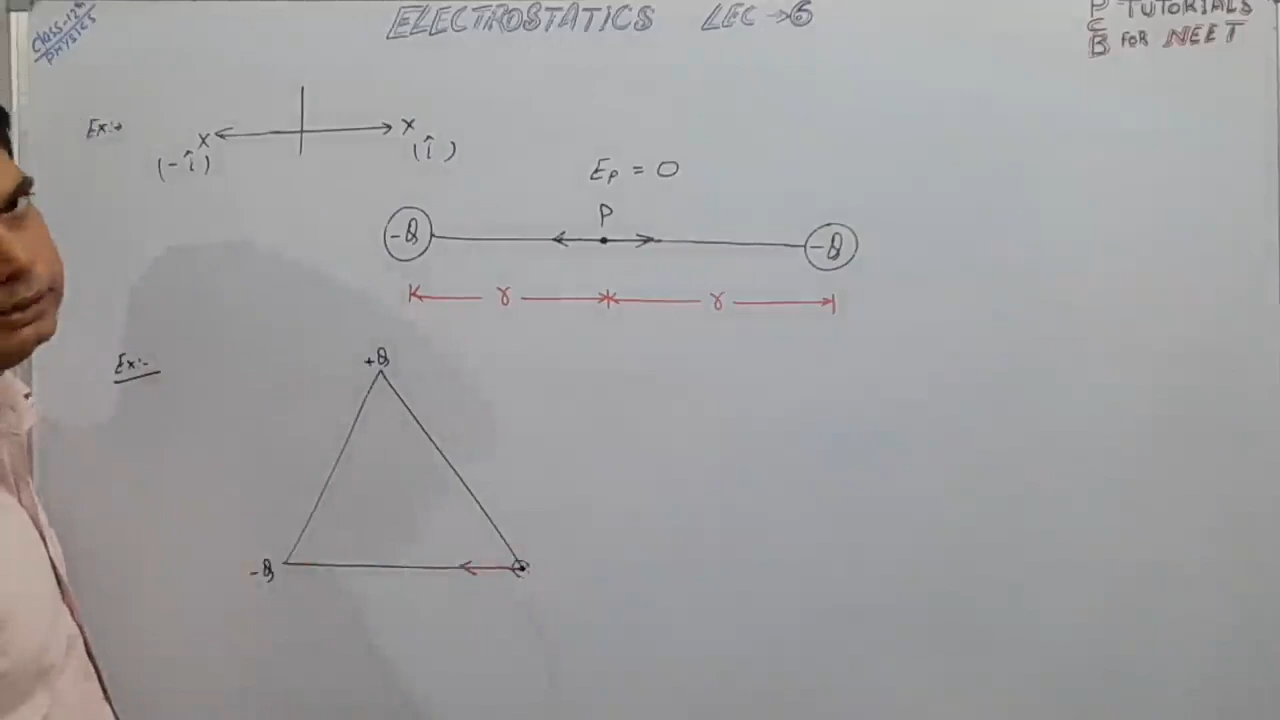 CLASS-12th
PHYSICS
ELECTROSTATICS LEC→6
P TUTORIALS
C
B FOR NEET
Ex:→
X X
(-î) (î)
Ep = 0
P
-Q -Q
r r
Ex:-
+Q
-Q